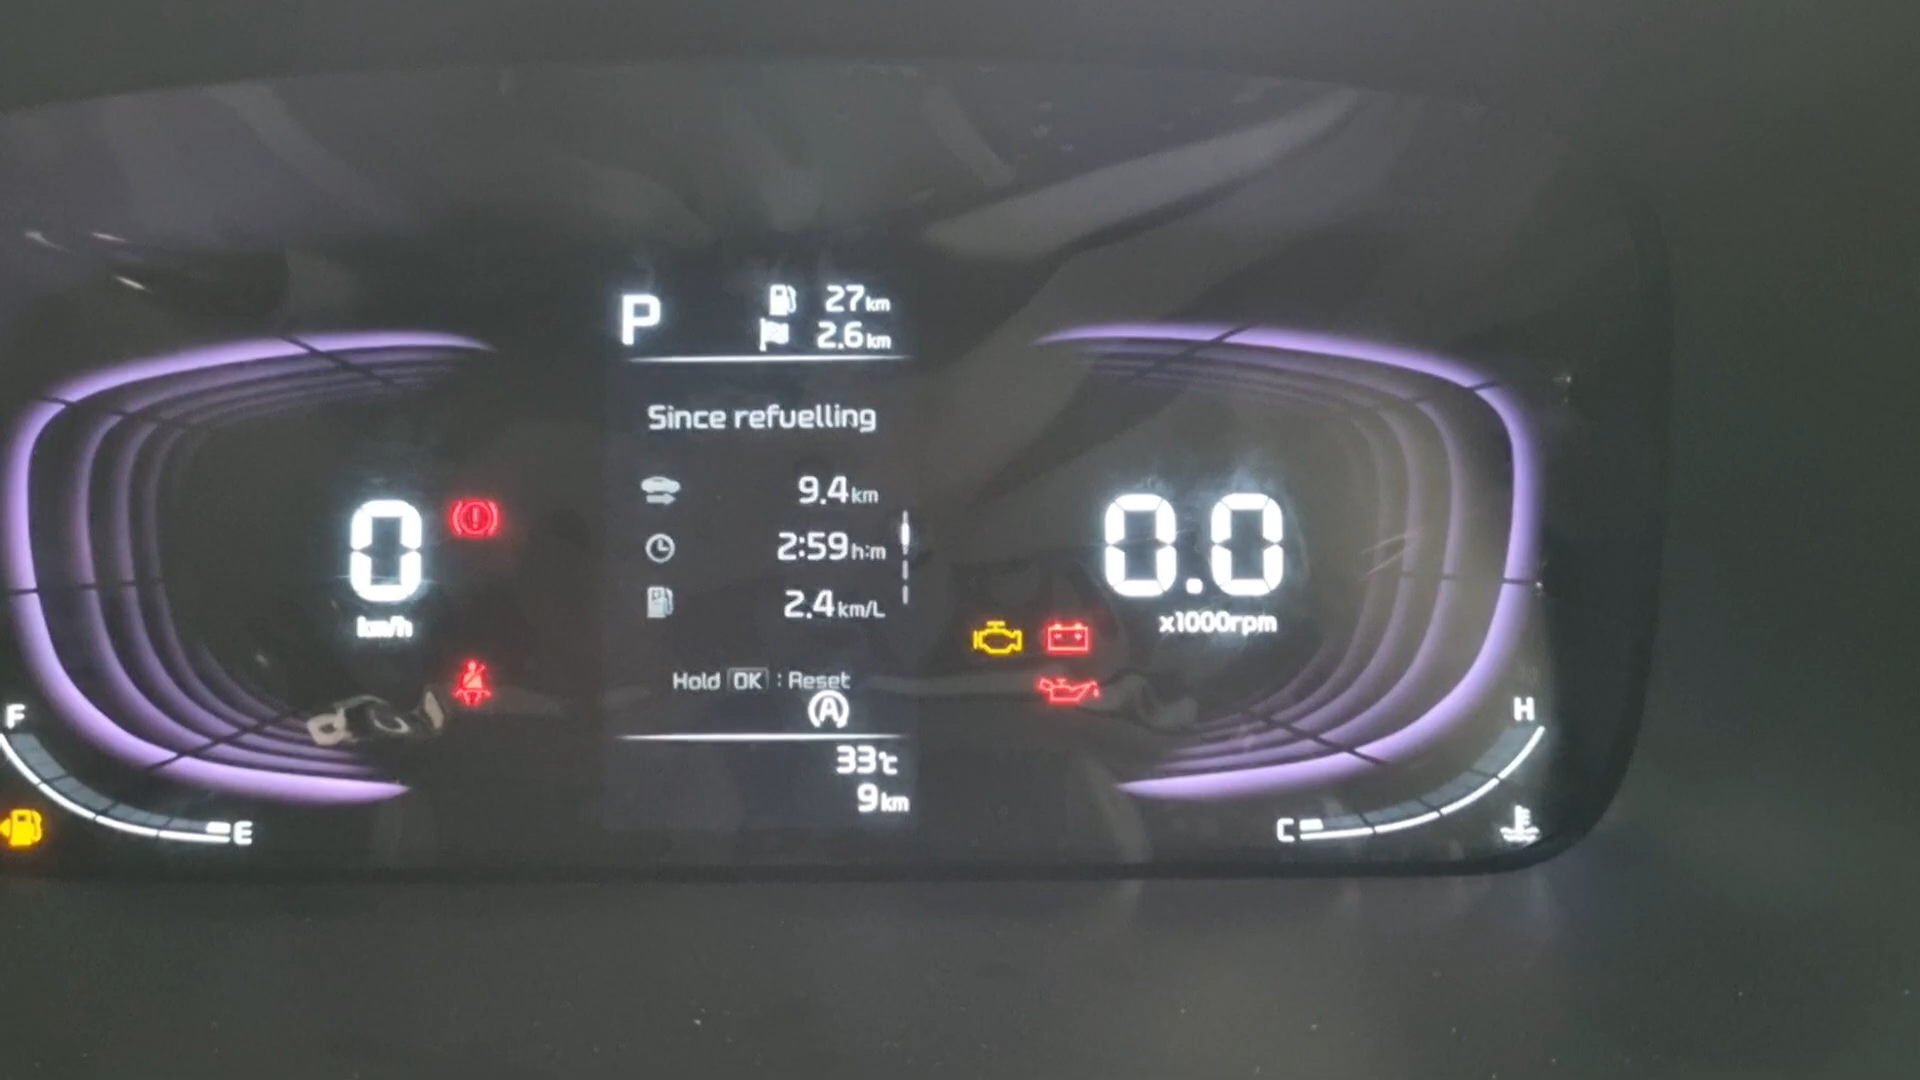 P
27km
2.6km
Since refuelling
9.4km
2:59h:m
2.4km/L
Hold OK : Reset
A
33℃
9km
0
km/h
0.0
x1000rpm
F
E
H
C